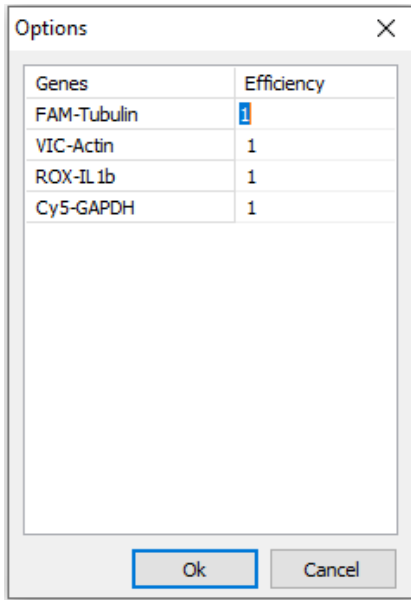 Options
Genes Efficiency
FAM-Tubulin 1
VIC-Actin 1
ROX-IL1b 1
Cy5-GAPDH 1
Ok Cancel